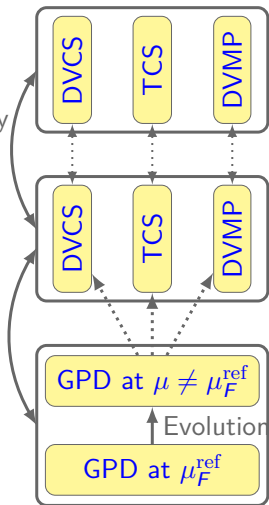 DVCS TCS DVMP
y
DVCS TCS DVMP
GPD at μ ≠ μ_F^ref
Evolution
GPD at μ_F^ref